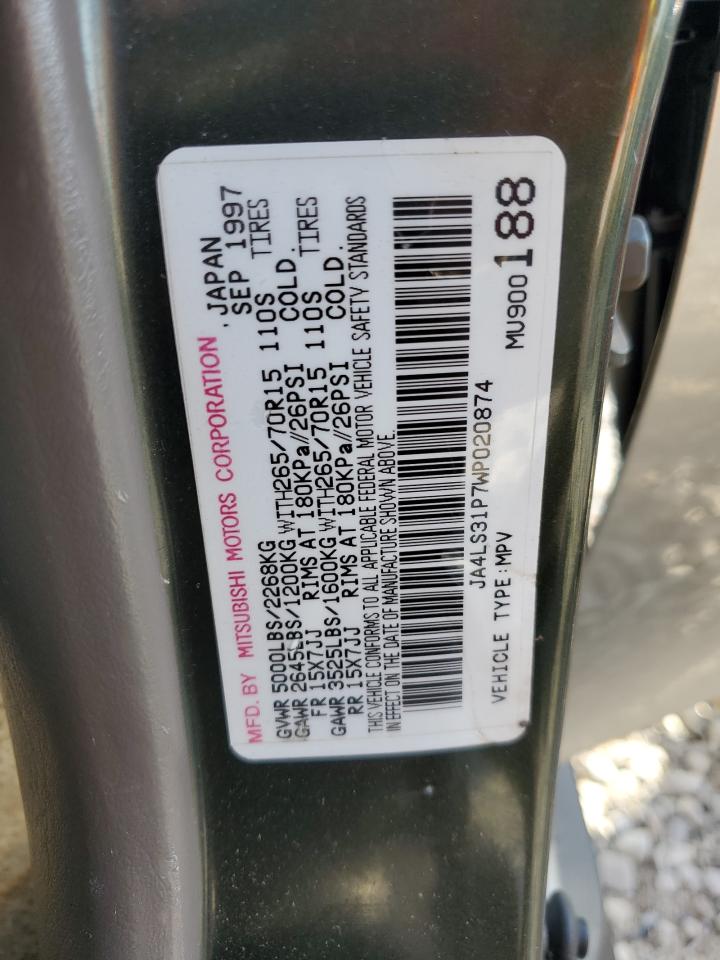 MFD. BY MITSUBISHI MOTORS CORPORATION, JAPAN
GVWR 5000LBS/2268KG SEP 1997
GAWR 2645LBS/1200KG WITH265/70R15 110S TIRES
FR 15X7JJ RIMS AT 180KPa//26PSI COLD.
GAWR 3525LBS/1600KG WITH265/70R15 110S TIRES
RR 15X7JJ RIMS AT 180KPa//26PSI COLD.
THIS VEHICLE CONFORMS TO ALL APPLICABLE FEDERAL MOTOR VEHICLE SAFETY STANDARDS
IN EFFECT ON THE DATE OF MANUFACTURE SHOWN ABOVE.
JA4LS31P7WP020874
VEHICLE TYPE:MPV MU900188